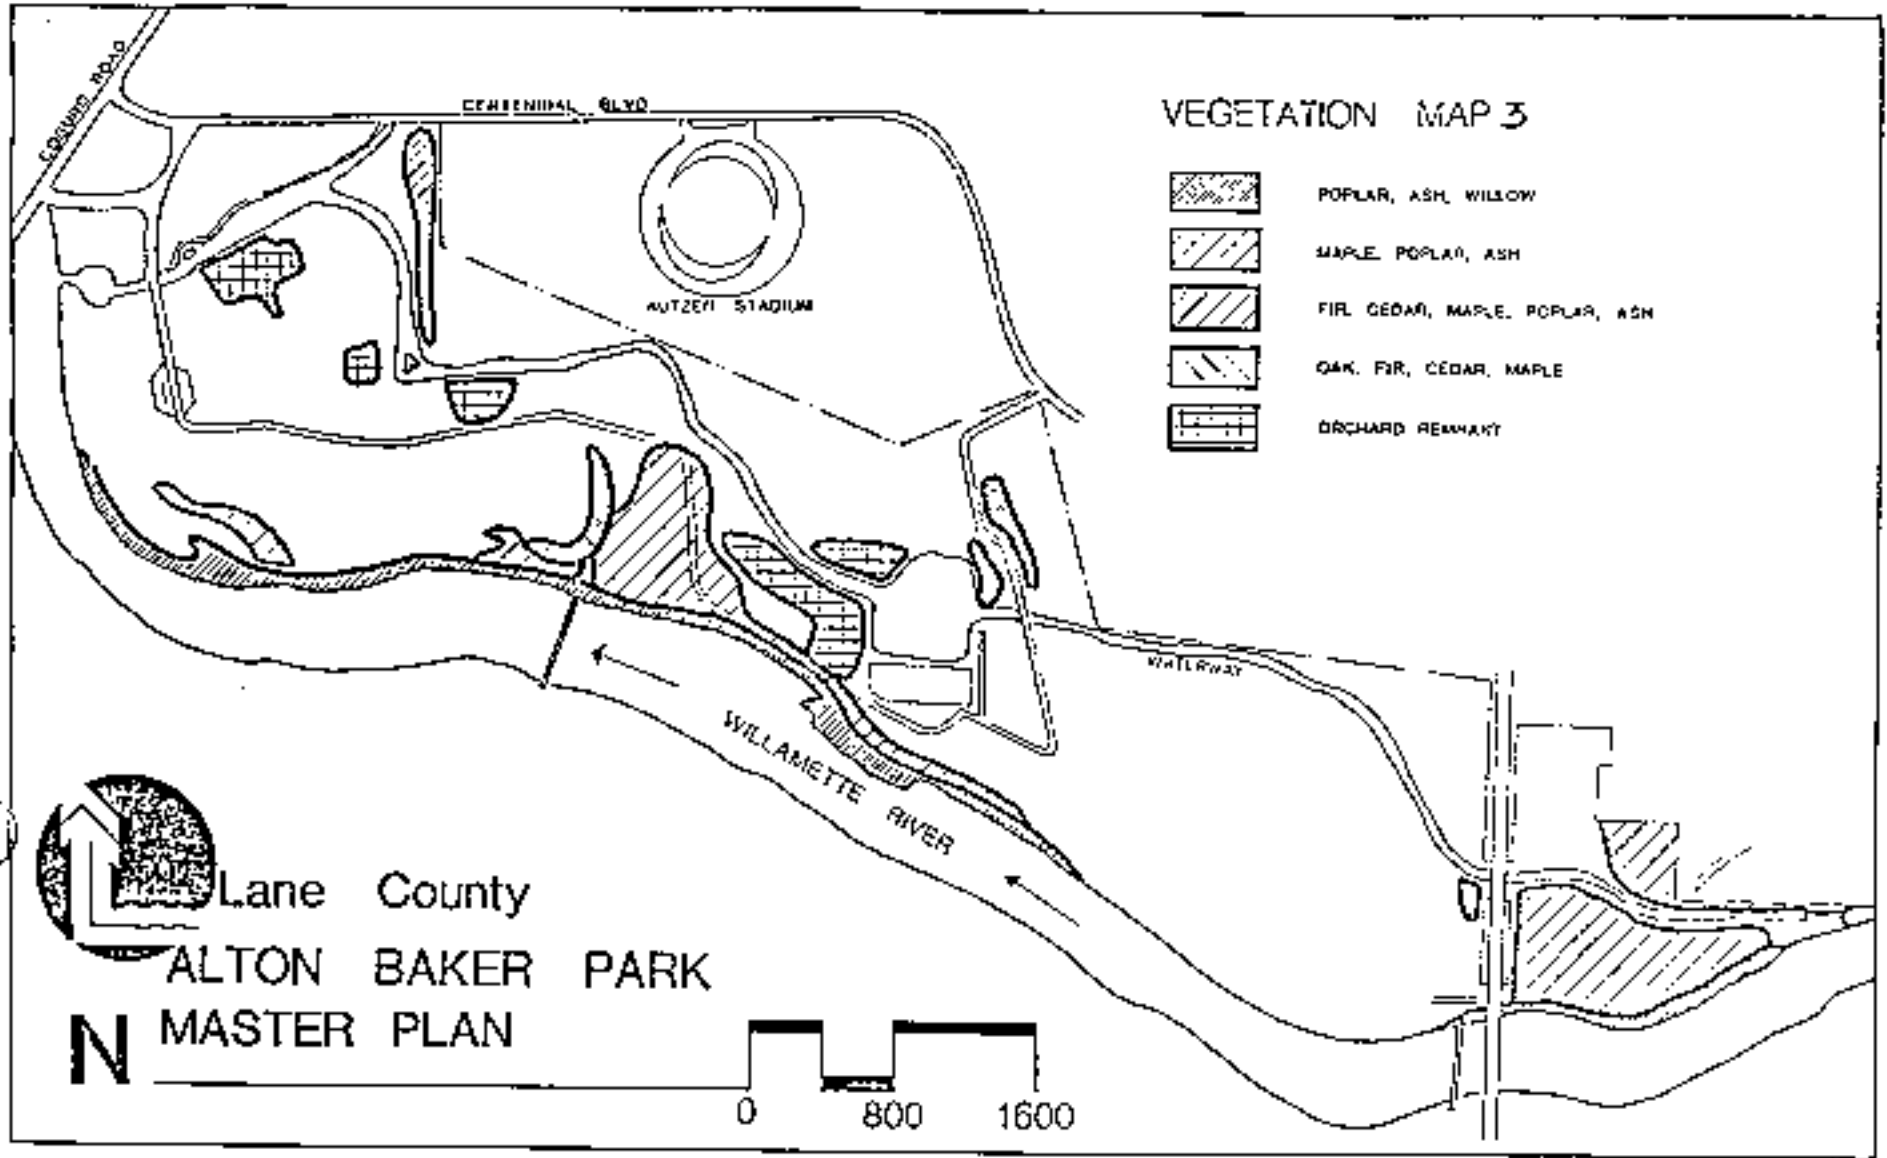 COBURG ROAD
CENTENNIAL BLVD
VEGETATION MAP 3
POPLAR, ASH, WILLOW
MAPLE, POPLAR, ASH
FIR, CEDAR, MAPLE, POPLAR, ASH
OAK, FIR, CEDAR, MAPLE
ORCHARD REMNANT
AUTZEN STADIUM
WATERWAY
WILLAMETTE RIVER
Lane County
ALTON BAKER PARK
MASTER PLAN
N
0 800 1600